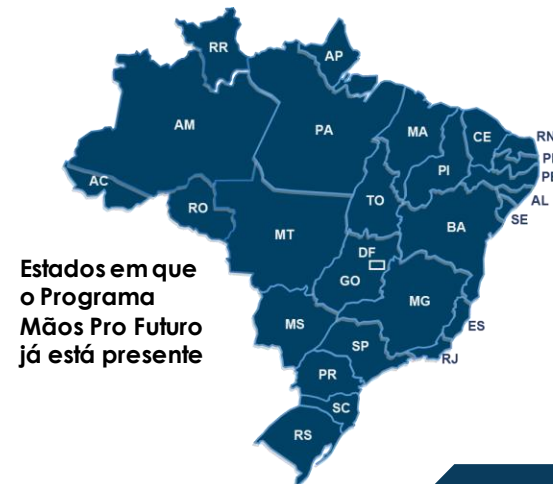 RR
AP
AM
PA
MA
CE
RN
PI
AC
RO
TO
AL
SE
MT
BA
DF
GO
MG
ES
MS
SP
RJ
PR
SC
RS
Estados em que
o Programa
Mãos Pro Futuro
já está presente